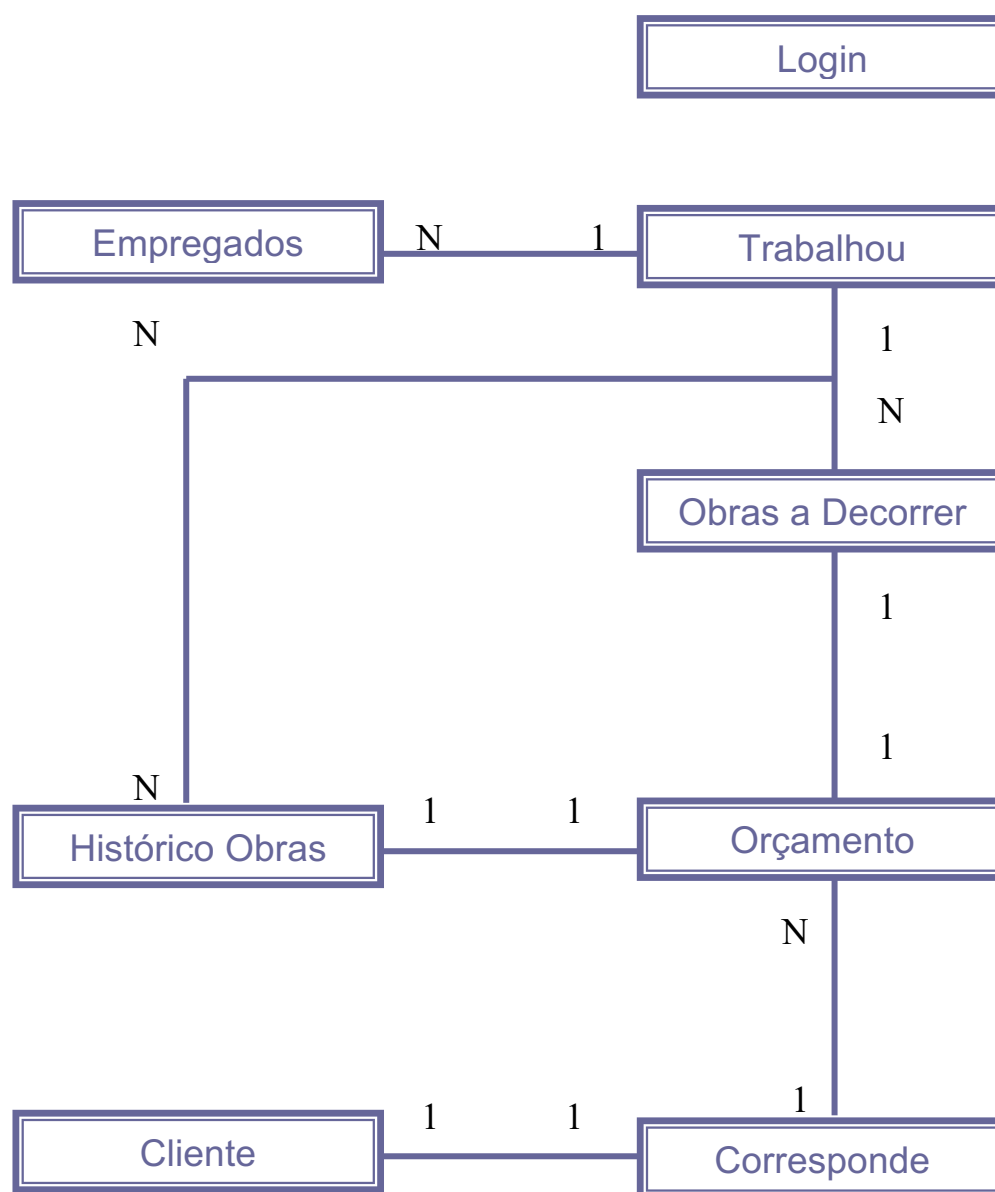 Login
Empregados
N
1
Trabalhou
N
1
N
Obras a Decorrer
1
1
N
Histórico Obras
1
1
Orçamento
N
Cliente
1
1
1
Corresponde